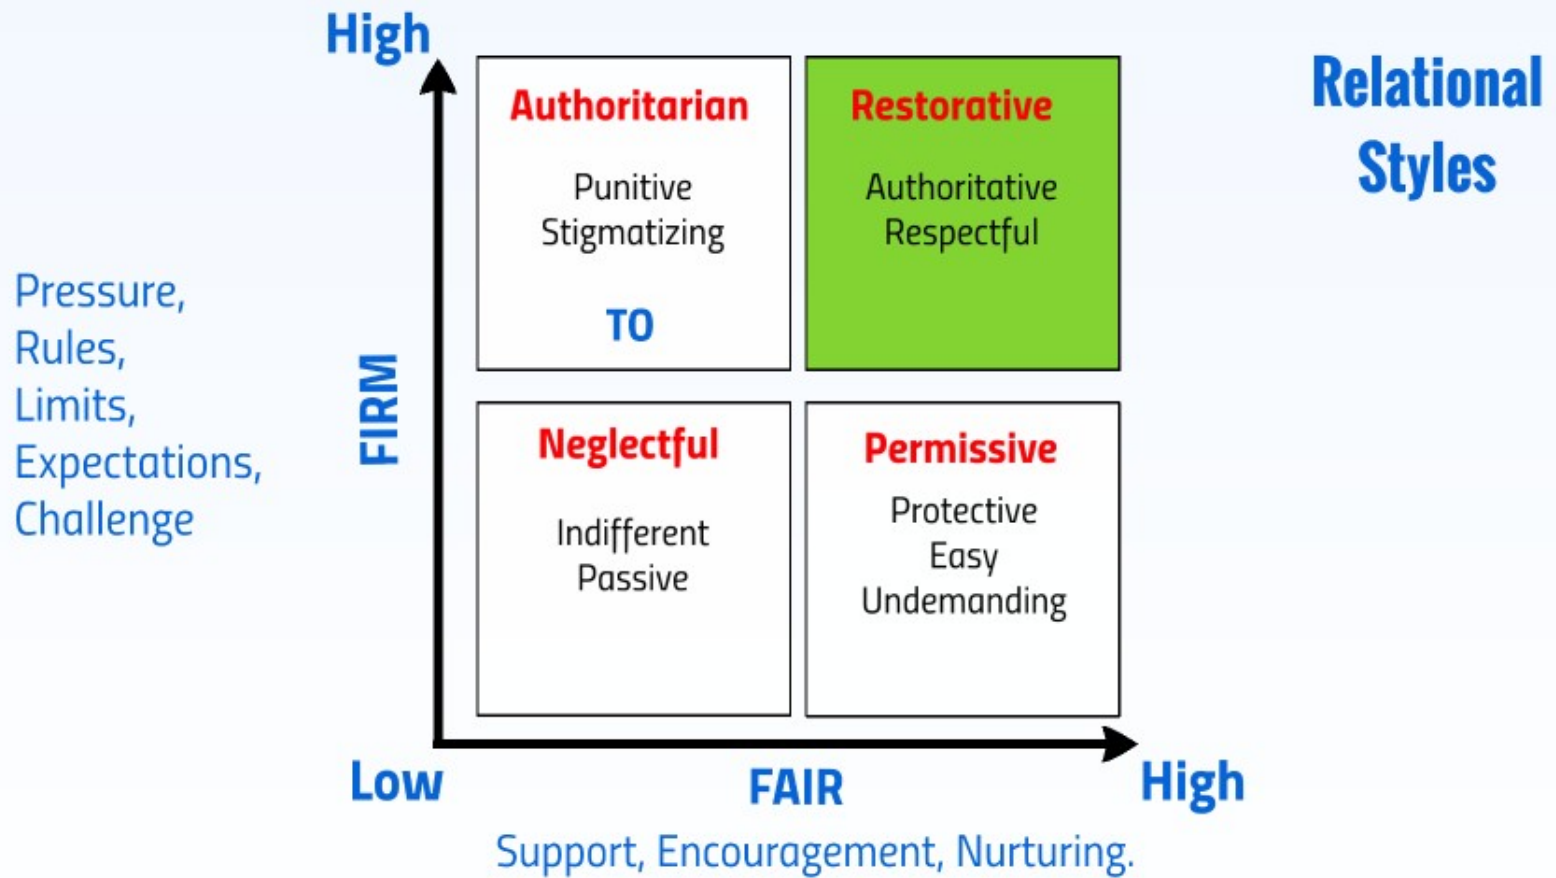 High
Relational
Styles
Authoritarian
Punitive
Stigmatizing
TO
Restorative
Authoritative
Respectful
Pressure,
Rules,
Limits,
Expectations,
Challenge
FIRM
Neglectful
Indifferent
Passive
Permissive
Protective
Easy
Undemanding
Low
FAIR
High
Support, Encouragement, Nurturing.